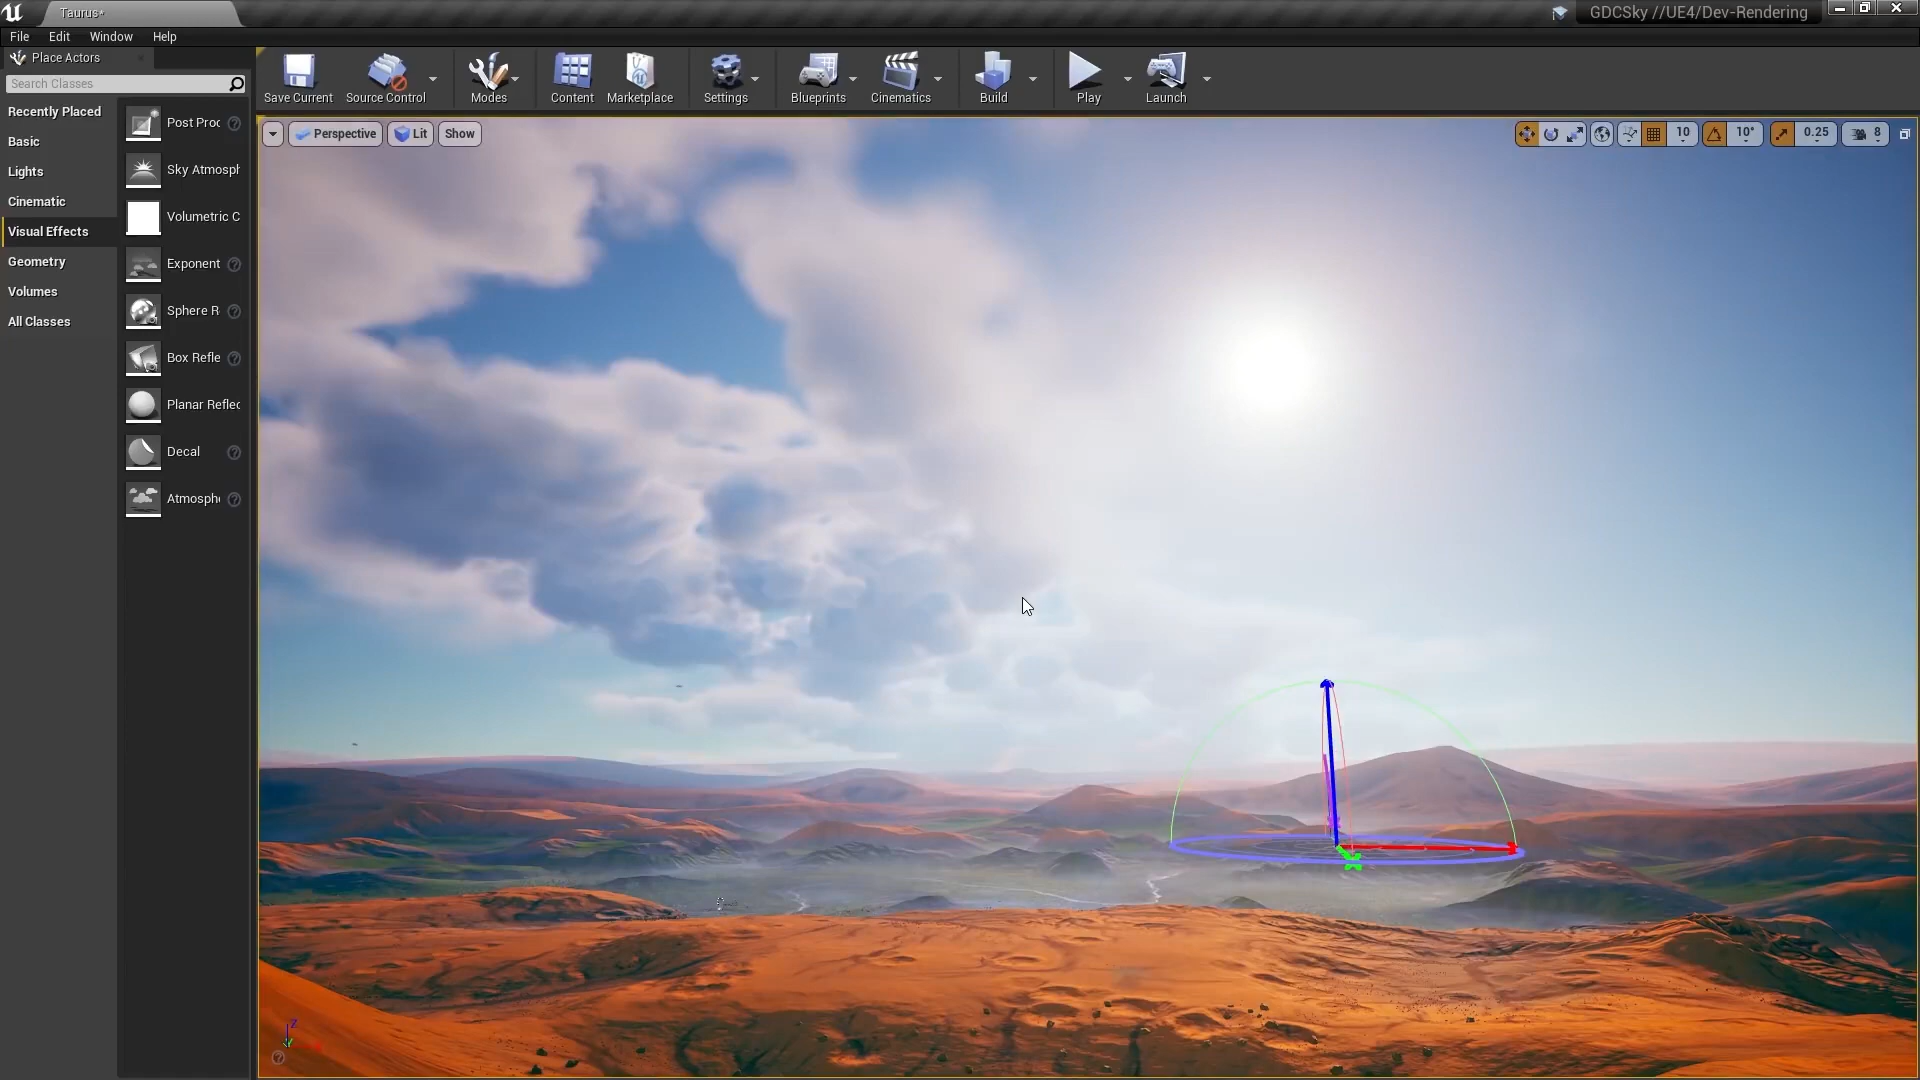 Taurus*
GDCSky //UE4/Dev-Rendering
File Edit Window Help
Place Actors
Search Classes
Recently Placed
Basic
Lights
Cinematic
Visual Effects
Geometry
Volumes
All Classes
Post Proc
Sky Atmosph
Volumetric C
Exponent
Sphere R
Box Refle
Planar Reflec
Decal
Atmosph
Save Current
Source Control
Modes
Content
Marketplace
Settings
Blueprints
Cinematics
Build
Play
Launch
Perspective Lit Show
10 10° 0.25 8
Z